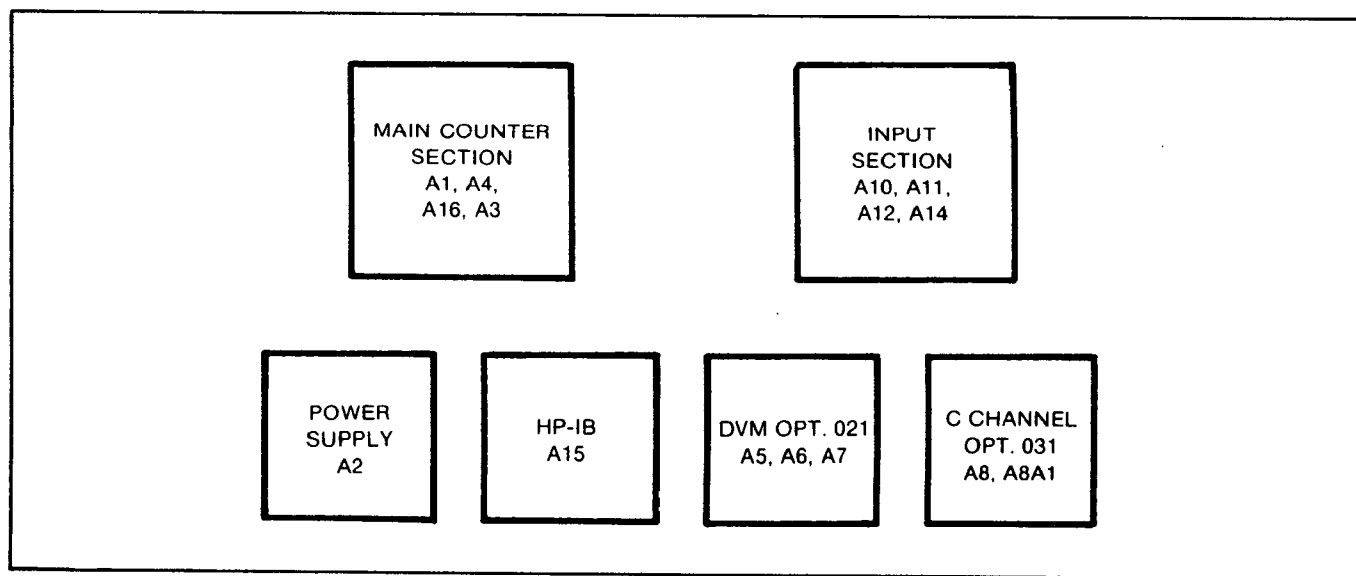 MAIN COUNTER
SECTION
A1, A4,
A16, A3
INPUT
SECTION
A10, A11,
A12, A14
POWER
SUPPLY
A2
HP-IB
A15
DVM OPT. 021
A5, A6, A7
C CHANNEL
OPT. 031
A8, A8A1